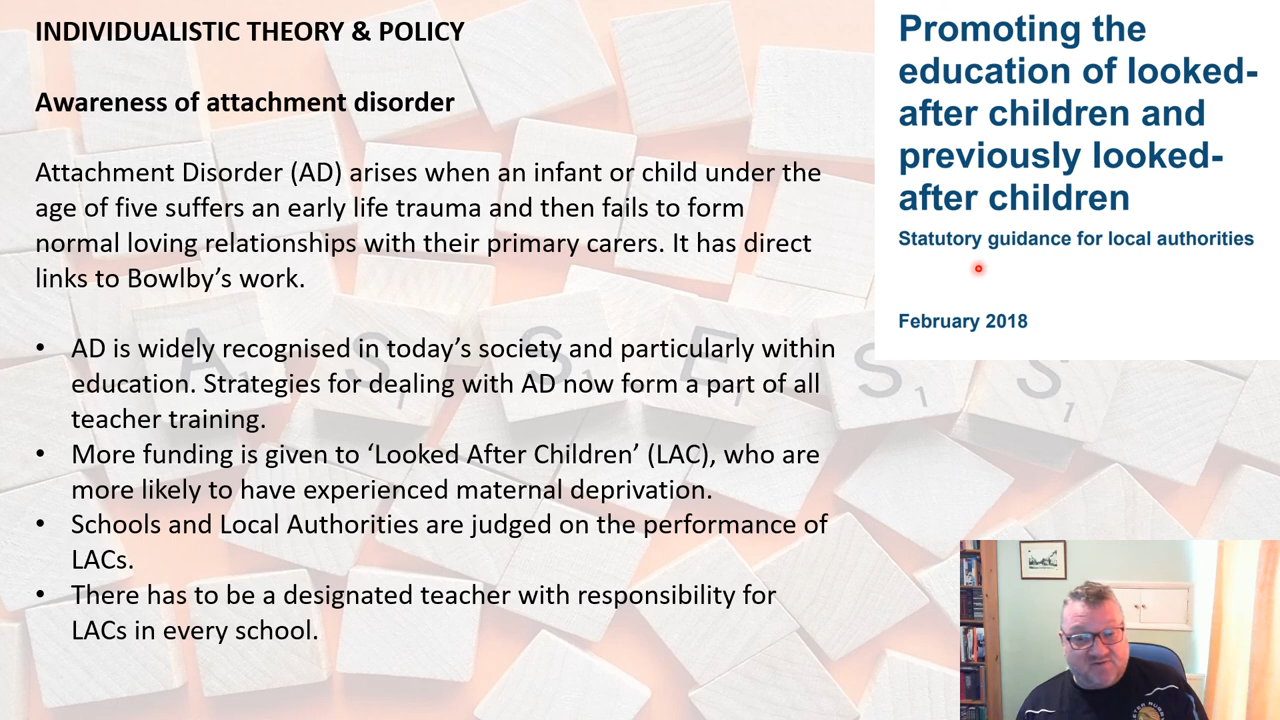 INDIVIDUALISTIC THEORY & POLICY
Awareness of attachment disorder
Attachment Disorder (AD) arises when an infant or child under the
age of five suffers an early life trauma and then fails to form
normal loving relationships with their primary carers. It has direct
links to Bowlby’s work.
• AD is widely recognised in today’s society and particularly within
education. Strategies for dealing with AD now form a part of all
teacher training.
• More funding is given to ‘Looked After Children’ (LAC), who are
more likely to have experienced maternal deprivation.
• Schools and Local Authorities are judged on the performance of
LACs.
• There has to be a designated teacher with responsibility for
LACs in every school.
Promoting the
education of looked-
after children and
previously looked-
after children
Statutory guidance for local authorities
February 2018
A S S E S S